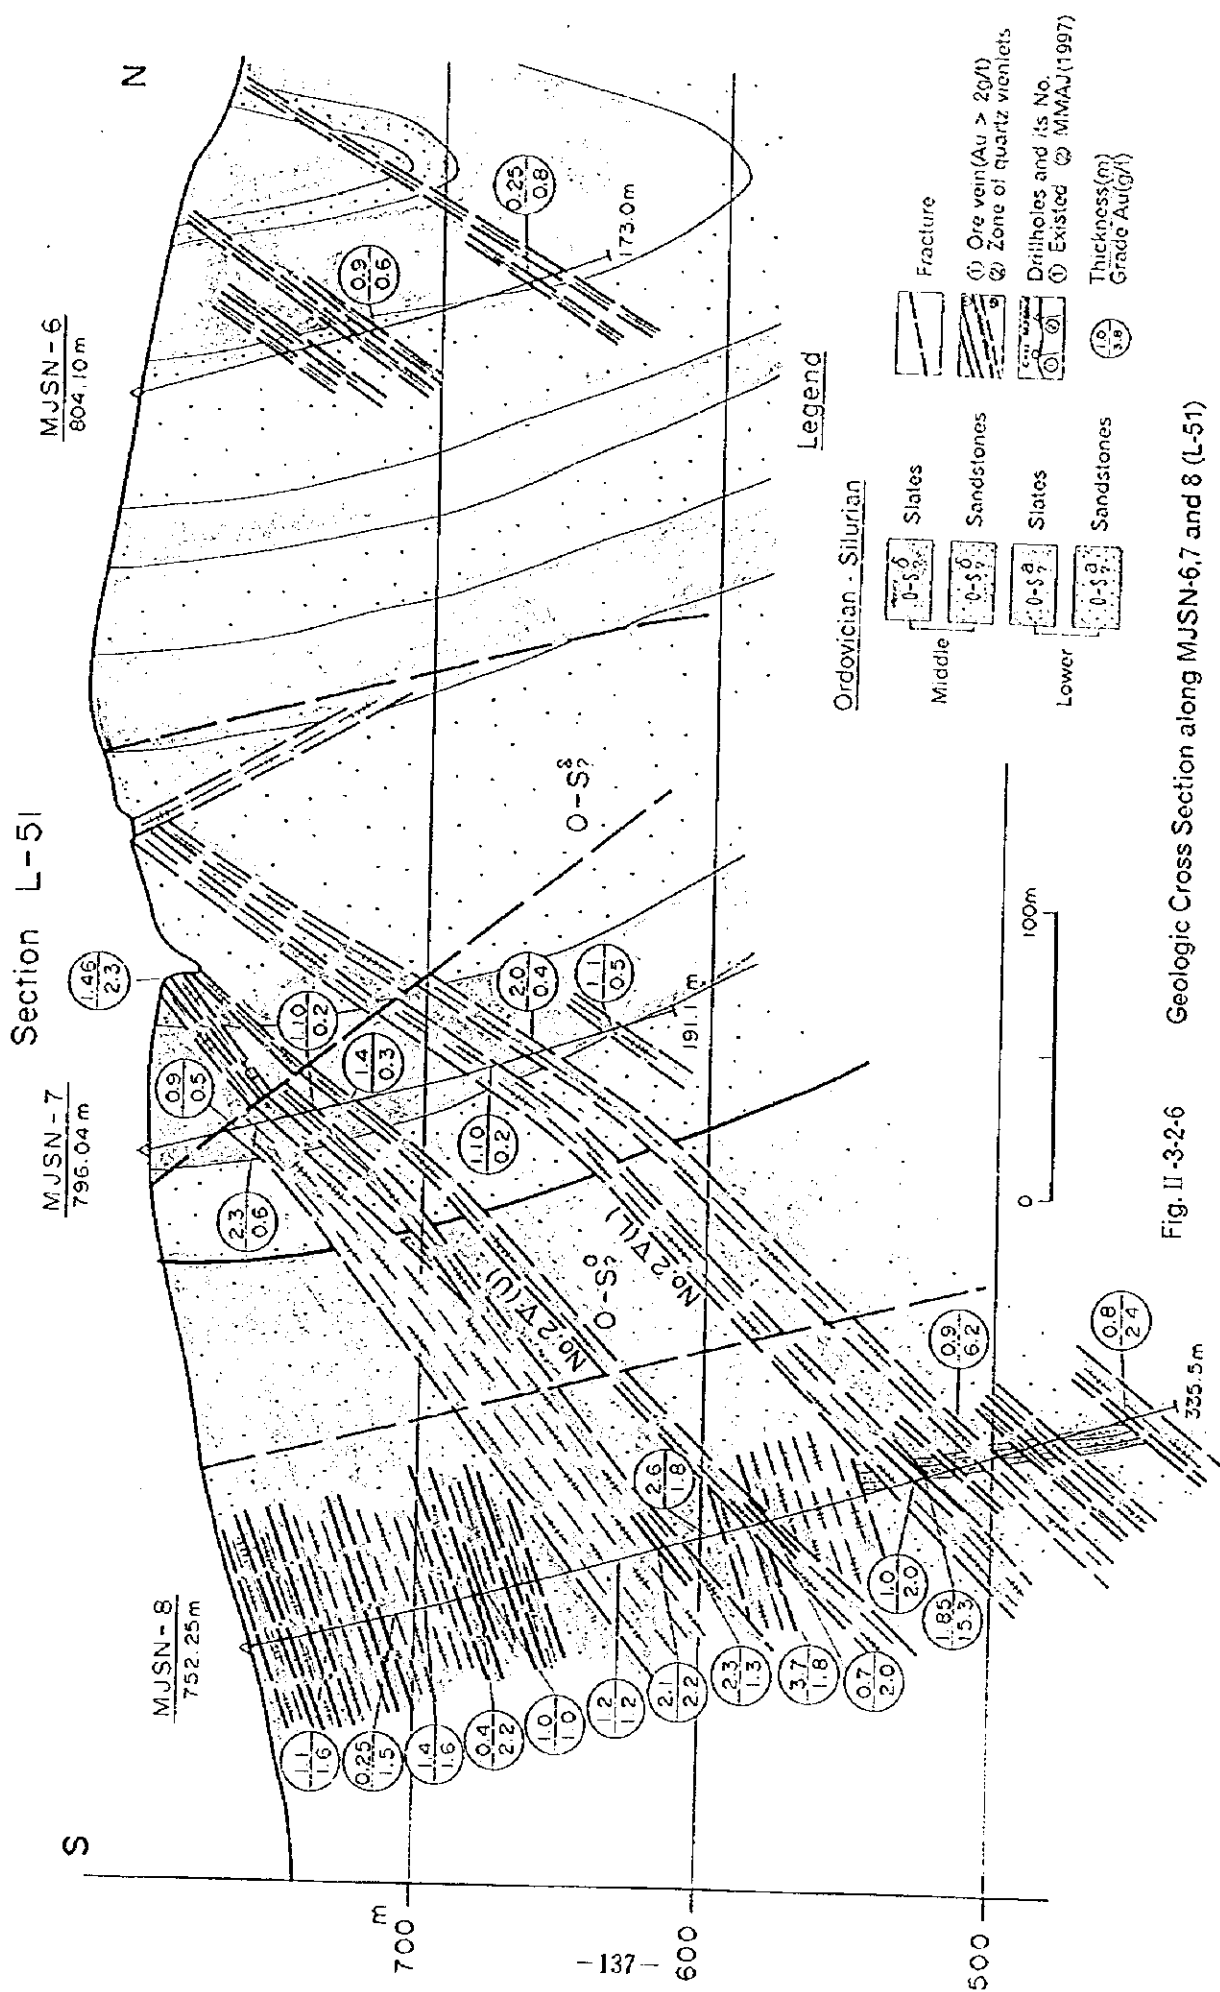 Section L-51
S
N
MJSN-8
752.25m
MJSN-7
796.04m
MJSN-6
804.10m
1.46
2.3
0.9
0.5
1.10
0.2
1.4
0.3
2.3
0.6
1.10
0.2
2.0
0.4
1.1
0.5
191.1 m
0.9
0.6
0.25
0.8
173.0m
1.1
1.6
0.25
1.5
1.4
1.6
0.4
2.2
1.0
1.0
1.2
1.2
2.1
2.2
2.3
1.3
3.7
1.8
0.7
2.0
2.6
1.8
1.0
2.0
1.85
15.3
0.9
6.2
0.8
2.4
335.5m
No.2 V (U)
No.2 V (L)
m
700
600
500
0
100m
Legend
Ordovician - Silurian
Middle
Slates
Sandstones
Lower
Slates
Sandstones
Fracture
① Ore vein(Au > 2g/t)
② Zone of quartz vienlets
Drillholes and its No.
① Existed ② MMAJ(1997)
1.0
3.8
Thickness(m)
Grade Au(g/t)
Fig. II-3-2-6 Geologic Cross Section along MJSN-6,7 and 8 (L-51)
-137-